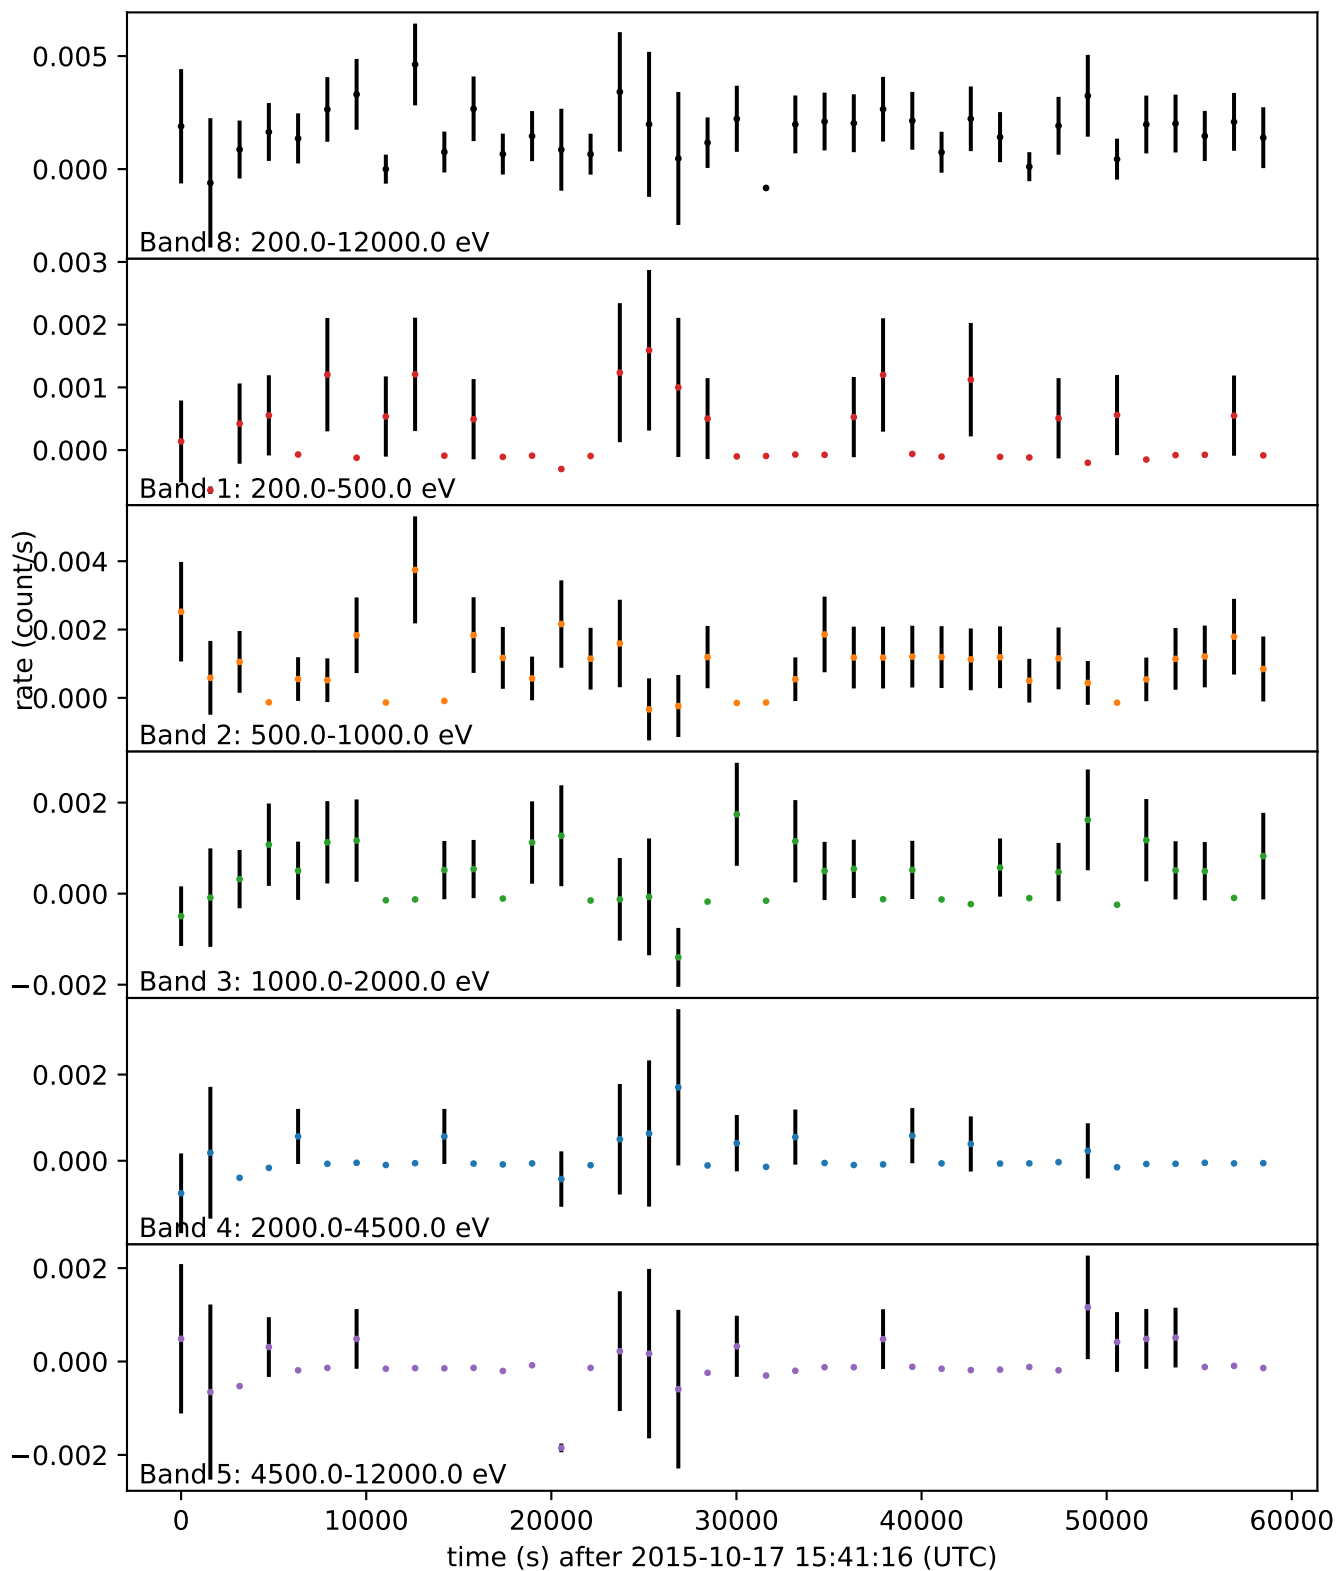 0.005
0.000
Band 8: 200.0-12000.0 eV
0.003
0.002
0.001
0.000
Band 1: 200.0-500.0 eV
rate (count/s)
0.004
0.002
0.000
Band 2: 500.0-1000.0 eV
0.002
0.000
−0.002
Band 3: 1000.0-2000.0 eV
0.002
0.000
Band 4: 2000.0-4500.0 eV
0.002
0.000
−0.002
Band 5: 4500.0-12000.0 eV
0 10000 20000 30000 40000 50000 60000
time (s) after 2015-10-17 15:41:16 (UTC)